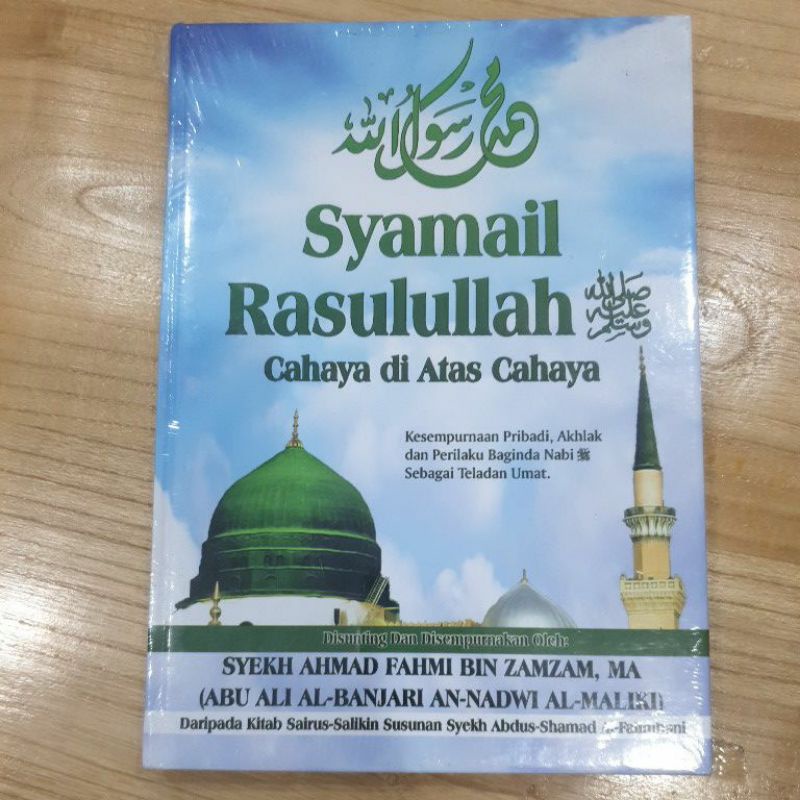 محمد رسول الله
Syamail
Rasulullah صلى الله عليه وسلم
Cahaya di Atas Cahaya
Kesempurnaan Pribadi, Akhlak
dan Perilaku Baginda Nabi ﷺ
Sebagai Teladan Umat.
Disunting Dan Disempurnakan Oleh:
SYEKH AHMAD FAHMI BIN ZAMZAM, MA
(ABU ALI AL-BANJARI AN-NADWI AL-MALIKI)
Daripada Kitab Sairus-Salikin Susunan Syekh Abdus-Shamad Al-Falimbani